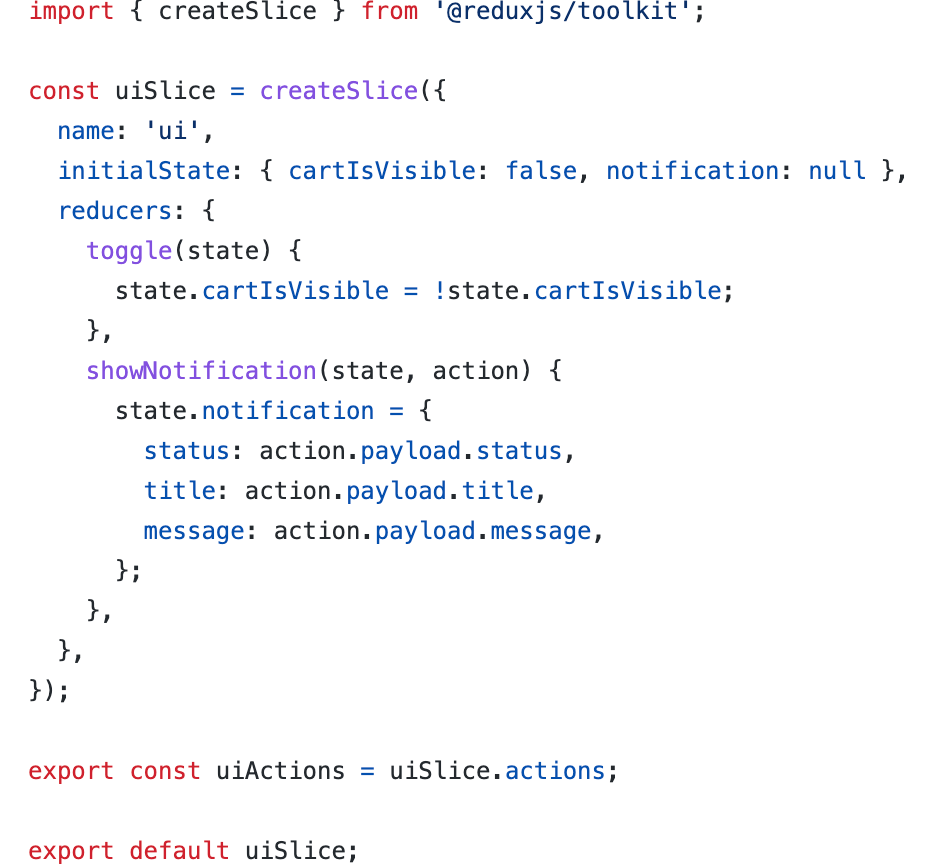 import { createSlice } from '@reduxjs/toolkit';

const uiSlice = createSlice({
  name: 'ui',
  initialState: { cartIsVisible: false, notification: null },
  reducers: {
    toggle(state) {
      state.cartIsVisible = !state.cartIsVisible;
    },
    showNotification(state, action) {
      state.notification = {
        status: action.payload.status,
        title: action.payload.title,
        message: action.payload.message,
      };
    },
  },
});

export const uiActions = uiSlice.actions;

export default uiSlice;